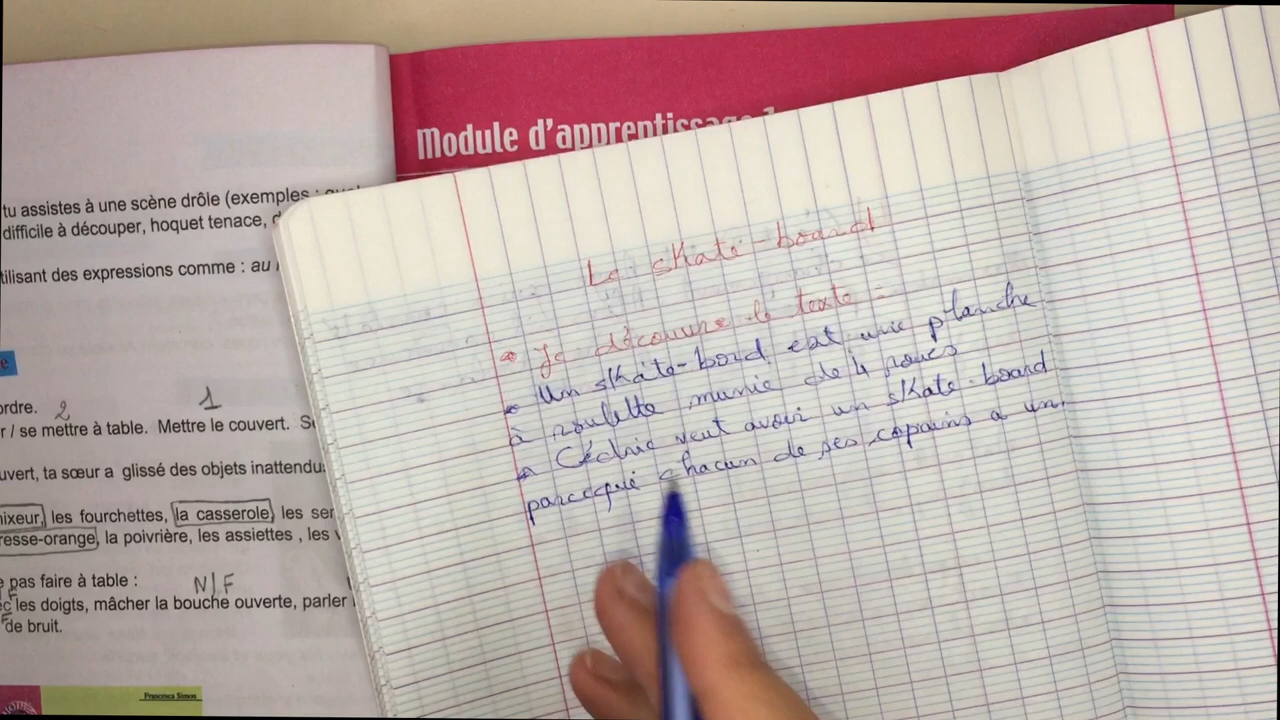 Module d'apprentissage 1
tu assistes à une scène drôle (exemples :
difficile à découper, hoquet tenace,
tilisant des expressions comme : au
e
ordre. 2 1
r / se mettre à table. Mettre le couvert.
uvert, ta sœur a glissé des objets inattendu
nixeur, les fourchettes, la casserole, les ser
resse-orange, la poivrière, les assiettes , les
e pas faire à table : N/F
c les doigts, mâcher la bouche ouverte, parler
de bruit.
Francesca Simon
Le skate-board
Je découvre le texte :
Un skate-bord est une planche
à roulette munie de 4 roues
Cédric veut avoir un skate-board
parceque chacun de ses copains a un.